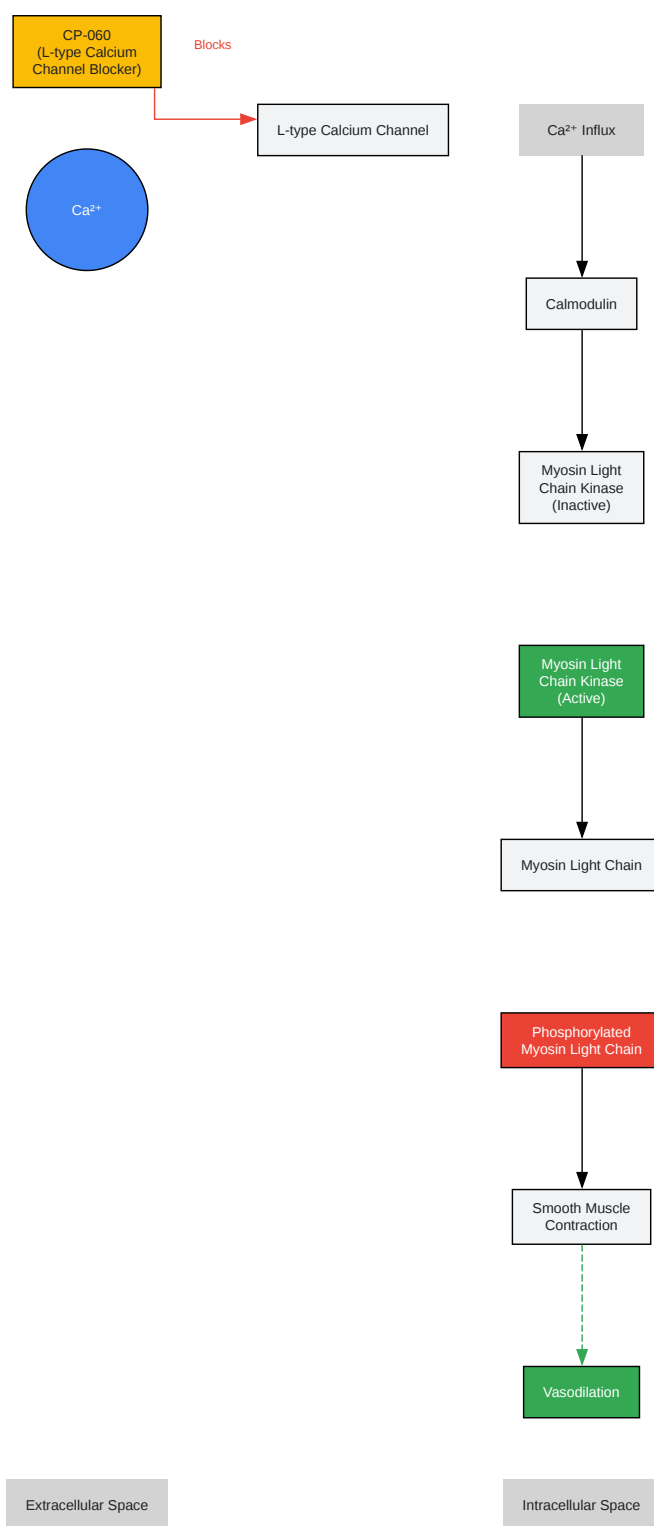 CP-060
(L-type Calcium
Channel Blocker)
Blocks
L-type Calcium Channel
Ca²⁺ Influx
Ca²⁺
Calmodulin
Myosin Light
Chain Kinase
(Inactive)
Myosin Light
Chain Kinase
(Active)
Myosin Light Chain
Phosphorylated
Myosin Light Chain
Smooth Muscle
Contraction
Vasodilation
Extracellular Space
Intracellular Space